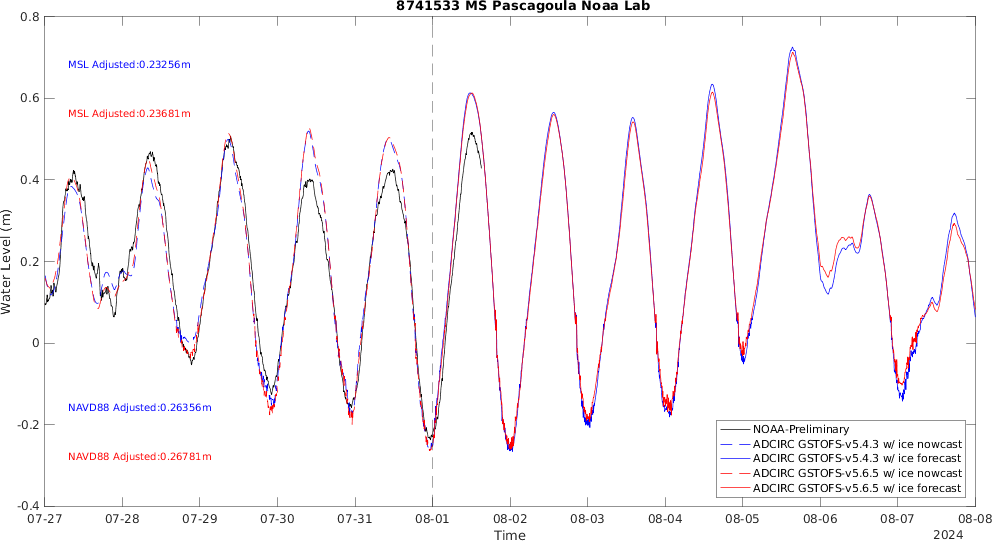 8741533 MS Pascagoula Noaa Lab
0.8
0.6
0.4
0.2
0
-0.2
-0.4
Water Level (m)
MSL Adjusted:0.23256m
MSL Adjusted:0.23681m
NAVD88 Adjusted:0.26356m
NAVD88 Adjusted:0.26781m
NOAA-Preliminary
ADCIRC GSTOFS-v5.4.3 w/ ice nowcast
ADCIRC GSTOFS-v5.4.3 w/ ice forecast
ADCIRC GSTOFS-v5.6.5 w/ ice nowcast
ADCIRC GSTOFS-v5.6.5 w/ ice forecast
07-27 07-28 07-29 07-30 07-31 08-01 08-02 08-03 08-04 08-05 08-06 08-07 08-08
Time
2024